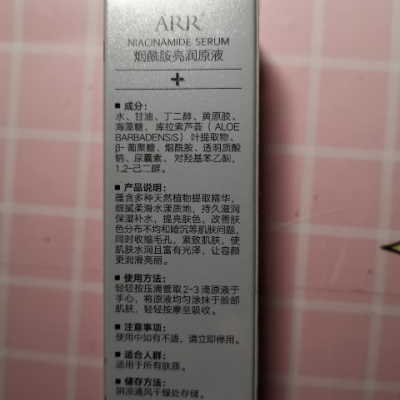 ARR
NIACINAMIDE SERUM
烟酰胺亮润原液
+
■ 成分：
水、甘油、丁二醇、黄原胶、
海藻糖、库拉索芦荟（ALOE
BARBADENSIS）叶提取物、
β-葡聚糖、烟酰胺、透明质酸
钠、尿囊素、对羟基苯乙酮、
1,2-己二醇。
■ 产品说明：
蕴含多种天然植物提取精华，
细腻柔滑水漾质地，持久滋润
保湿补水，提亮肤色，改善肤
色分布不均和暗沉等肌肤问题，
同时收缩毛孔，紧致肌肤，使
肌肤水润且富有光泽，让容颜
更润滑亮丽。
■ 使用方法：
轻轻按压滴管取2-3滴原液于
手心，将原液均匀涂抹于脸部
肌肤，轻轻按摩至吸收。
■ 注意事项：
使用中如有不适，请立即停用。
■ 适合人群：
适用于所有肤质。
■ 储存方法：
阴凉通风干燥处存储。